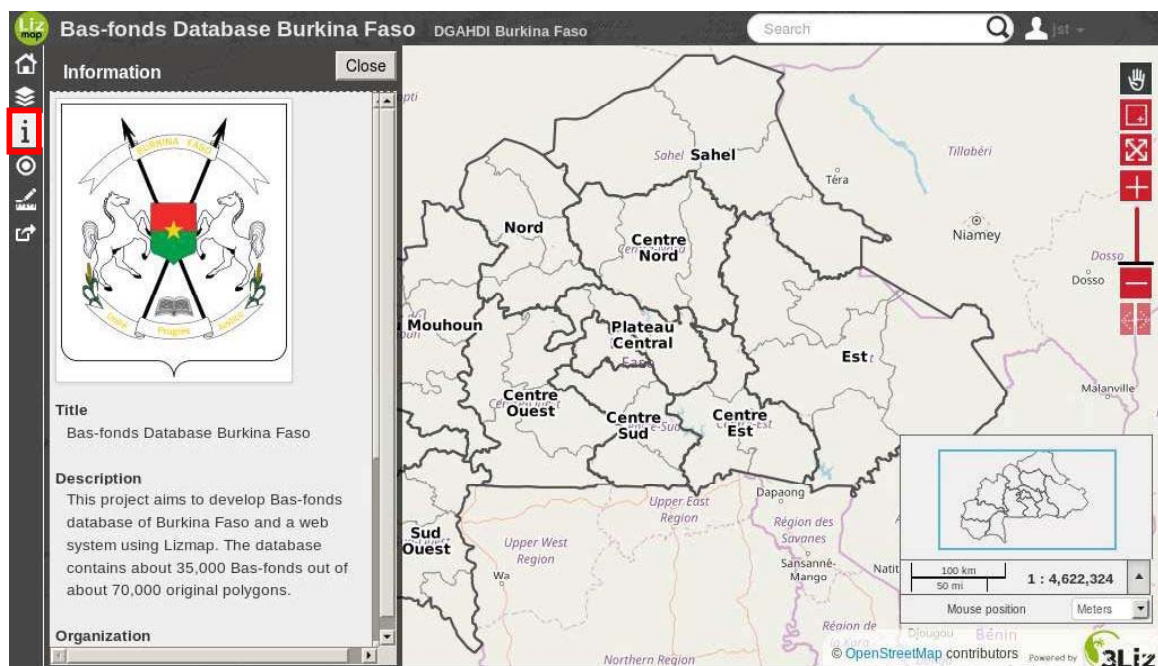 Liz
map
Bas-fonds Database Burkina Faso DGAHDI Burkina Faso
Search
jst
Information
Close
i
BURKINA FASO
Unité Progrès Justice
Title
Bas-fonds Database Burkina Faso
Description
This project aims to develop Bas-fonds
database of Burkina Faso and a web
system using Lizmap. The database
contains about 35,000 Bas-fonds out of
about 70,000 original polygons.
Organization
pti
Sahel Sahel
Tillabéri
Téra
Nord
Centre
Nord
Niamey
Dosso
Dosso
Mouhoun
Plateau
Central
Est
Malanville
Centre
Ouest
Centre
Sud
Centre
Est
Upper East
Region
Dapaong
Région des
Savanes
Sud
Ouest
Upper West
Region
Wa
Sansanné-
Mango
Natit
100 km
50 mi
1 : 4,622,324
Mouse position
Meters
Région de
la Kara
Djougou
Bénin
Northern Region
© OpenStreetMap contributors
Powered by
3Liz